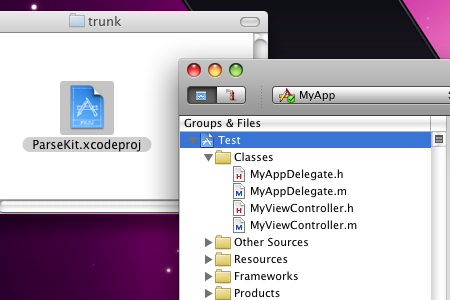 trunk
ParseKit.xcodeproj
MyApp
Groups & Files
Test
Classes
MyAppDelegate.h
MyAppDelegate.m
MyViewController.h
MyViewController.m
Other Sources
Resources
Frameworks
Products